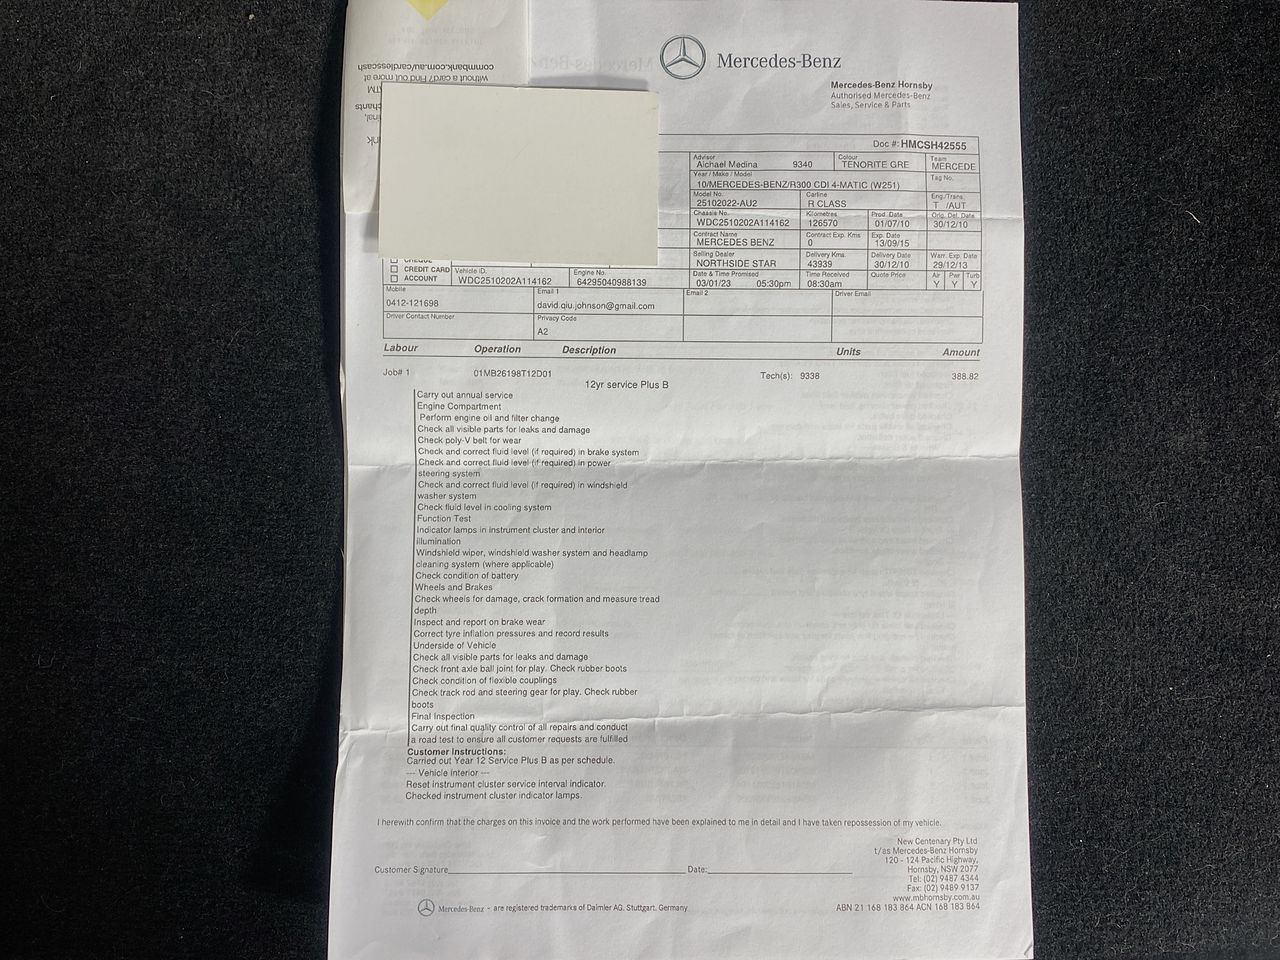 commbank.com.au/cardlesscash
without a card? Find out more at
Mercedes-Benz
Mercedes-Benz Hornsby
Authorised Mercedes-Benz
Sales, Service & Parts
Doc #: HMCSH42555
Advisor Colour Team
Aichael Medina 9340 TENORITE GRE MERCEDE
Year / Make / Model Tag No.
10/MERCEDES-BENZ/R300 CDI 4-MATIC (W251)
Model No. Carline Eng./Trans.
25102022-AU2 R CLASS T /AUT
Chassis No. Kilometres Prod. Date Orig. Del. Date
WDC2510202A114162 126570 01/07/10 30/12/10
Contract Name Contract Exp. Kms Exp. Date
MERCEDES BENZ 0 13/09/15
Selling Dealer Delivery Kms. Delivery Date Warr. Exp. Date
NORTHSIDE STAR 43939 30/12/10 29/12/13
CHEQUE
CREDIT CARD Vehicle ID. Engine No. Date & Time Promised Time Received Quote Price Air Pwr Turb
ACCOUNT WDC2510202A114162 64295040988139 03/01/23 05:30pm 08:30am Y Y Y
Mobile Email 1 Email 2 Driver Email
0412-121698 david.qiu.johnson@gmail.com
Driver Contact Number Privacy Code
A2
Labour Operation Description Units Amount
Job# 1 01MB26198T12D01 Tech(s): 9338 388.82
12yr service Plus B
Carry out annual service
Engine Compartment
Perform engine oil and filter change
Check all visible parts for leaks and damage
Check poly-V belt for wear
Check and correct fluid level (if required) in brake system
Check and correct fluid level (if required) in power
steering system
Check and correct fluid level (if required) in windshield
washer system
Check fluid level in cooling system
Function Test
Indicator lamps in instrument cluster and interior
illumination
Windshield wiper, windshield washer system and headlamp
cleaning system (where applicable)
Check condition of battery
Wheels and Brakes
Check wheels for damage, crack formation and measure tread
depth
Inspect and report on brake wear
Correct tyre inflation pressures and record results
Underside of Vehicle
Check all visible parts for leaks and damage
Check front axle ball joint for play. Check rubber boots
Check condition of flexible couplings
Check track rod and steering gear for play. Check rubber
boots
Final Inspection
Carry out final quality control of all repairs and conduct
a road test to ensure all customer requests are fulfilled
Customer Instructions:
Carried out Year 12 Service Plus B as per schedule.
--- Vehicle Interior ---
Reset instrument cluster service interval indicator.
Checked instrument cluster indicator lamps.
I herewith confirm that the charges on this invoice and the work performed have been explained to me in detail and I have taken repossession of my vehicle.
New Centenary Pty Ltd
t/as Mercedes-Benz Hornsby
120 - 124 Pacific Highway,
Hornsby, NSW 2077
Tel: (02) 9487 4344
Fax: (02) 9489 9137
www.mbhornsby.com.au
ABN 21 168 183 864 ACN 168 183 864
Customer Signature Date:
Mercedes-Benz - are registered trademarks of Daimler AG, Stuttgart, Germany